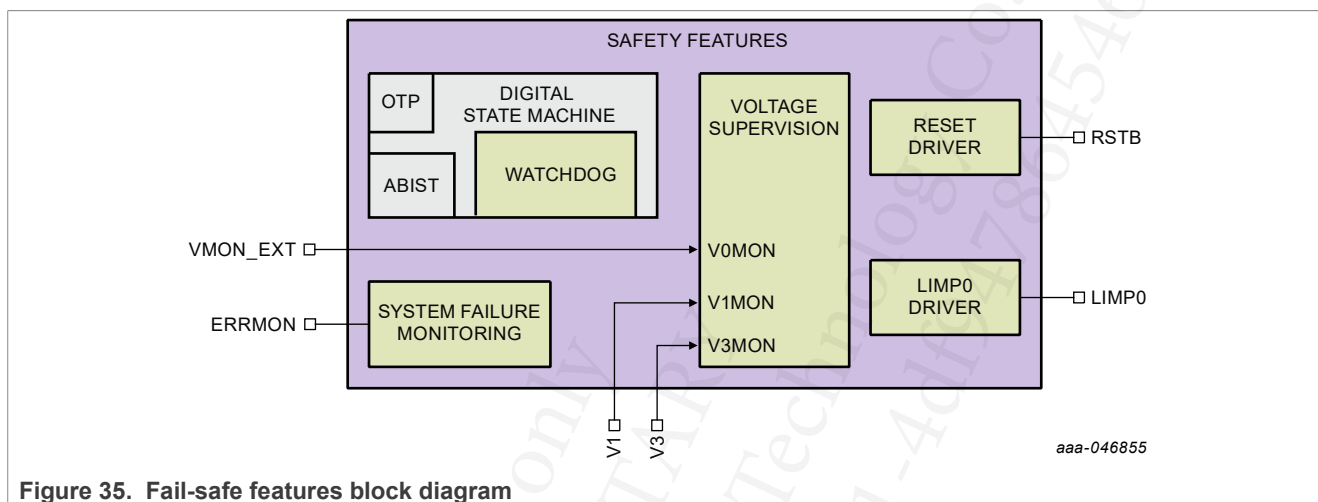 SAFETY FEATURES
OTP
DIGITAL
STATE MACHINE
ABIST
WATCHDOG
VOLTAGE
SUPERVISION
RESET
DRIVER
RSTB
VMON_EXT
V0MON
ERRMON
SYSTEM FAILURE
MONITORING
V1MON
V3MON
LIMP0
DRIVER
LIMP0
V1
V3
aaa-046855
Figure 35. Fail-safe features block diagram